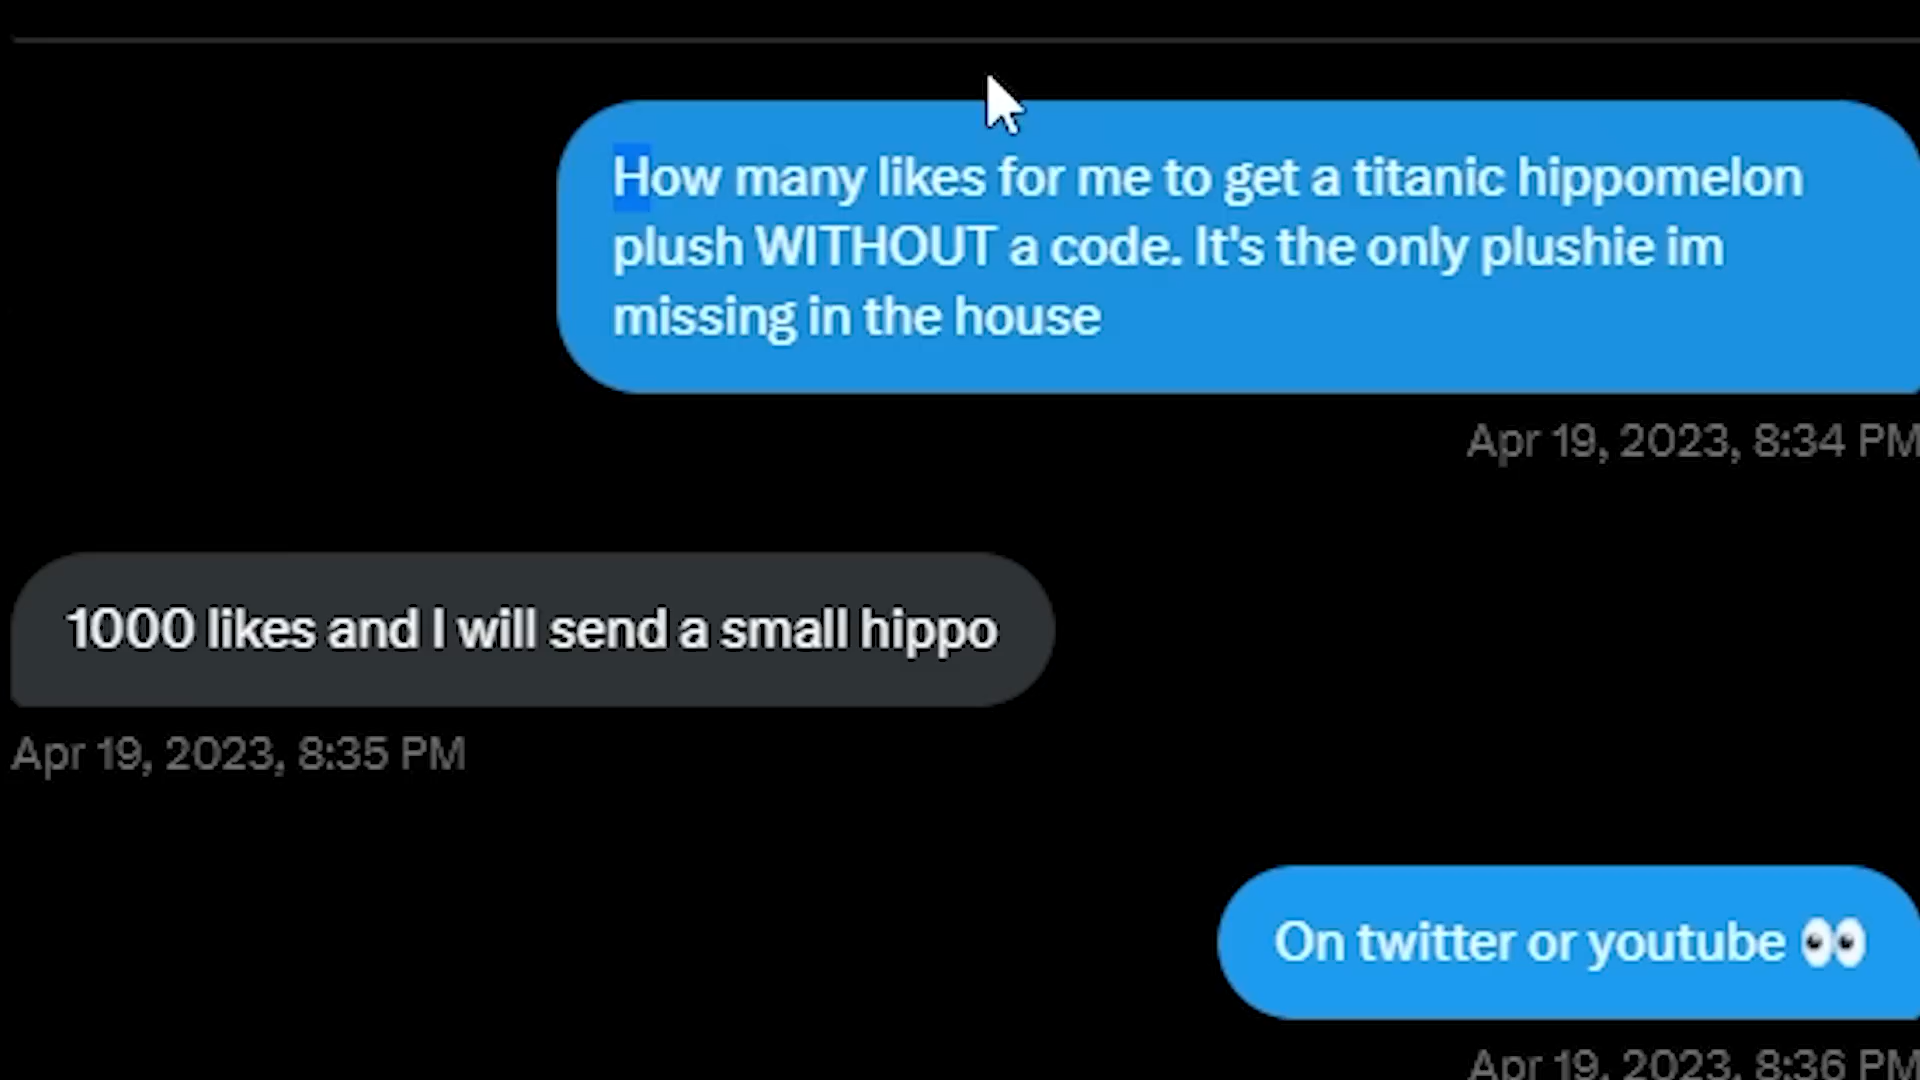 How many likes for me to get a titanic hippomelon
plush WITHOUT a code. It's the only plushie im
missing in the house
Apr 19, 2023, 8:34 PM
1000 likes and I will send a small hippo
Apr 19, 2023, 8:35 PM
On twitter or youtube 👀
Apr 19, 2023, 8:36 PM